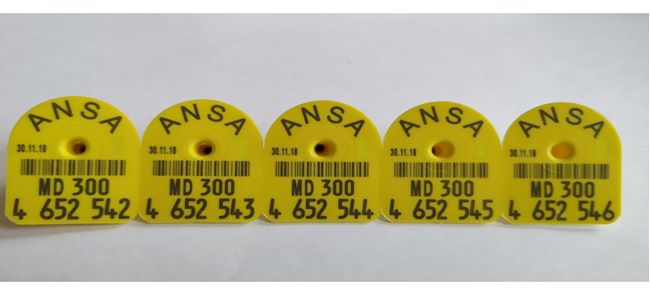 ANSA
30.11.18
MD 300
4 652 542
ANSA
30.11.18
MD 300
4 652 543
ANSA
30.11.18
MD 300
4 652 544
ANSA
30.11.18
MD 300
4 652 545
ANSA
30.11.18
MD 300
4 652 546